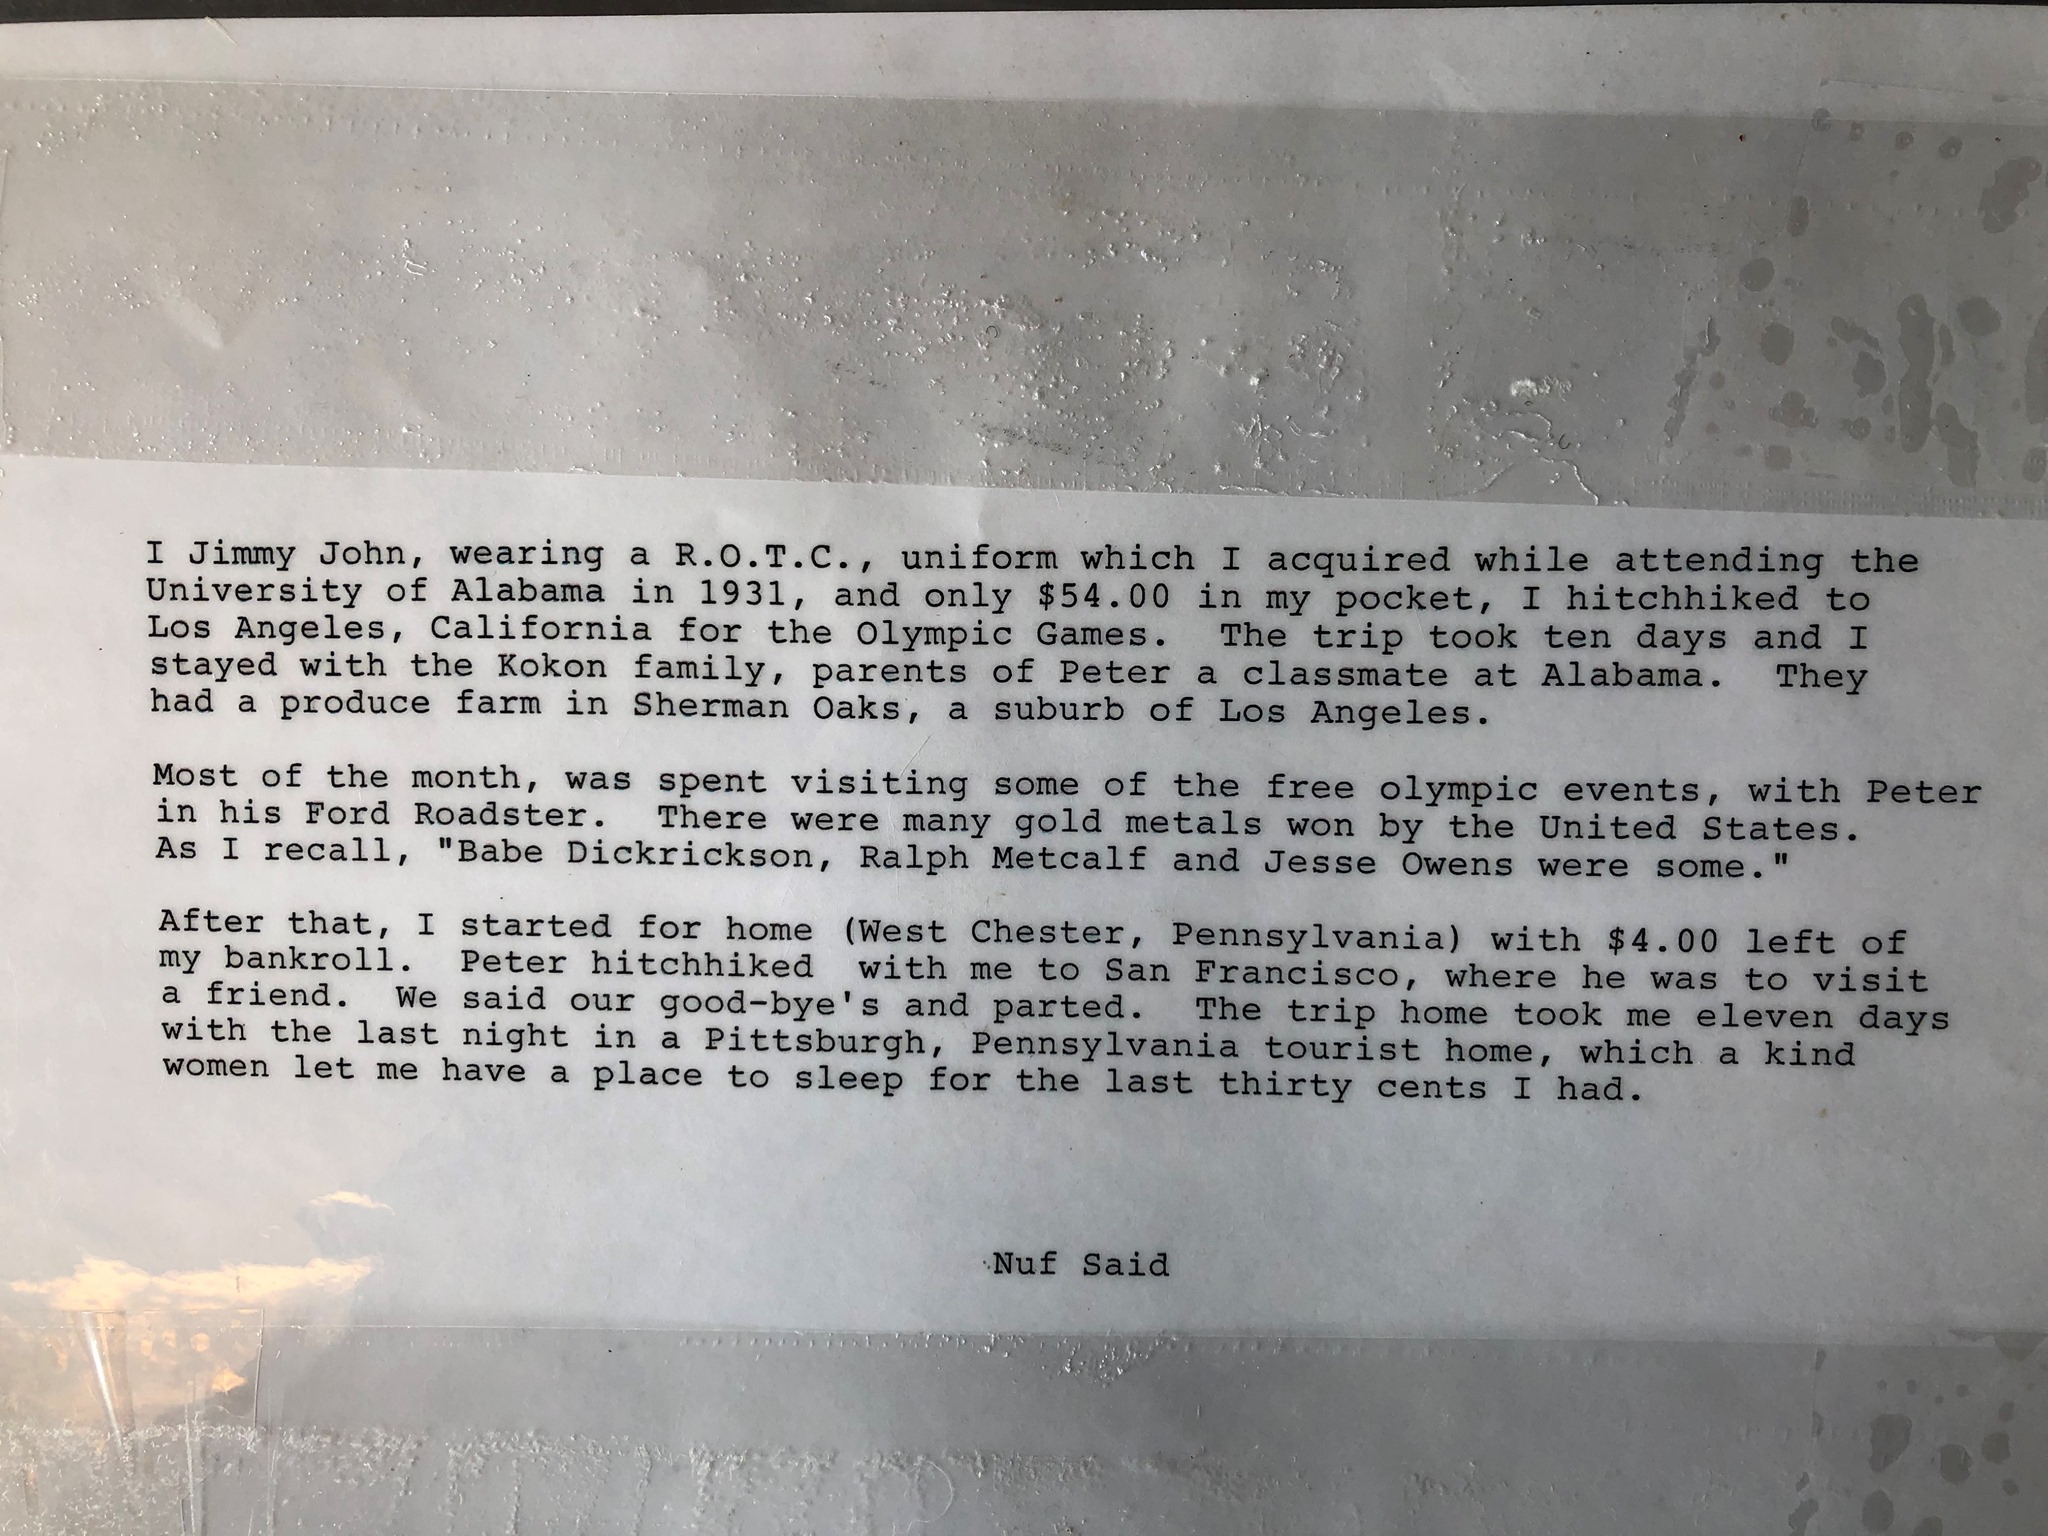 I Jimmy John, wearing a R.O.T.C., uniform which I acquired while attending the
University of Alabama in 1931, and only $54.00 in my pocket, I hitchhiked to
Los Angeles, California for the Olympic Games.  The trip took ten days and I
stayed with the Kokon family, parents of Peter a classmate at Alabama.  They
had a produce farm in Sherman Oaks, a suburb of Los Angeles.
Most of the month, was spent visiting some of the free olympic events, with Peter
in his Ford Roadster.  There were many gold metals won by the United States.
As I recall, "Babe Dickrickson, Ralph Metcalf and Jesse Owens were some."
After that, I started for home (West Chester, Pennsylvania) with $4.00 left of
my bankroll.  Peter hitchhiked  with me to San Francisco, where he was to visit
a friend.  We said our good-bye's and parted.  The trip home took me eleven days
with the last night in a Pittsburgh, Pennsylvania tourist home, which a kind
women let me have a place to sleep for the last thirty cents I had.
Nuf Said